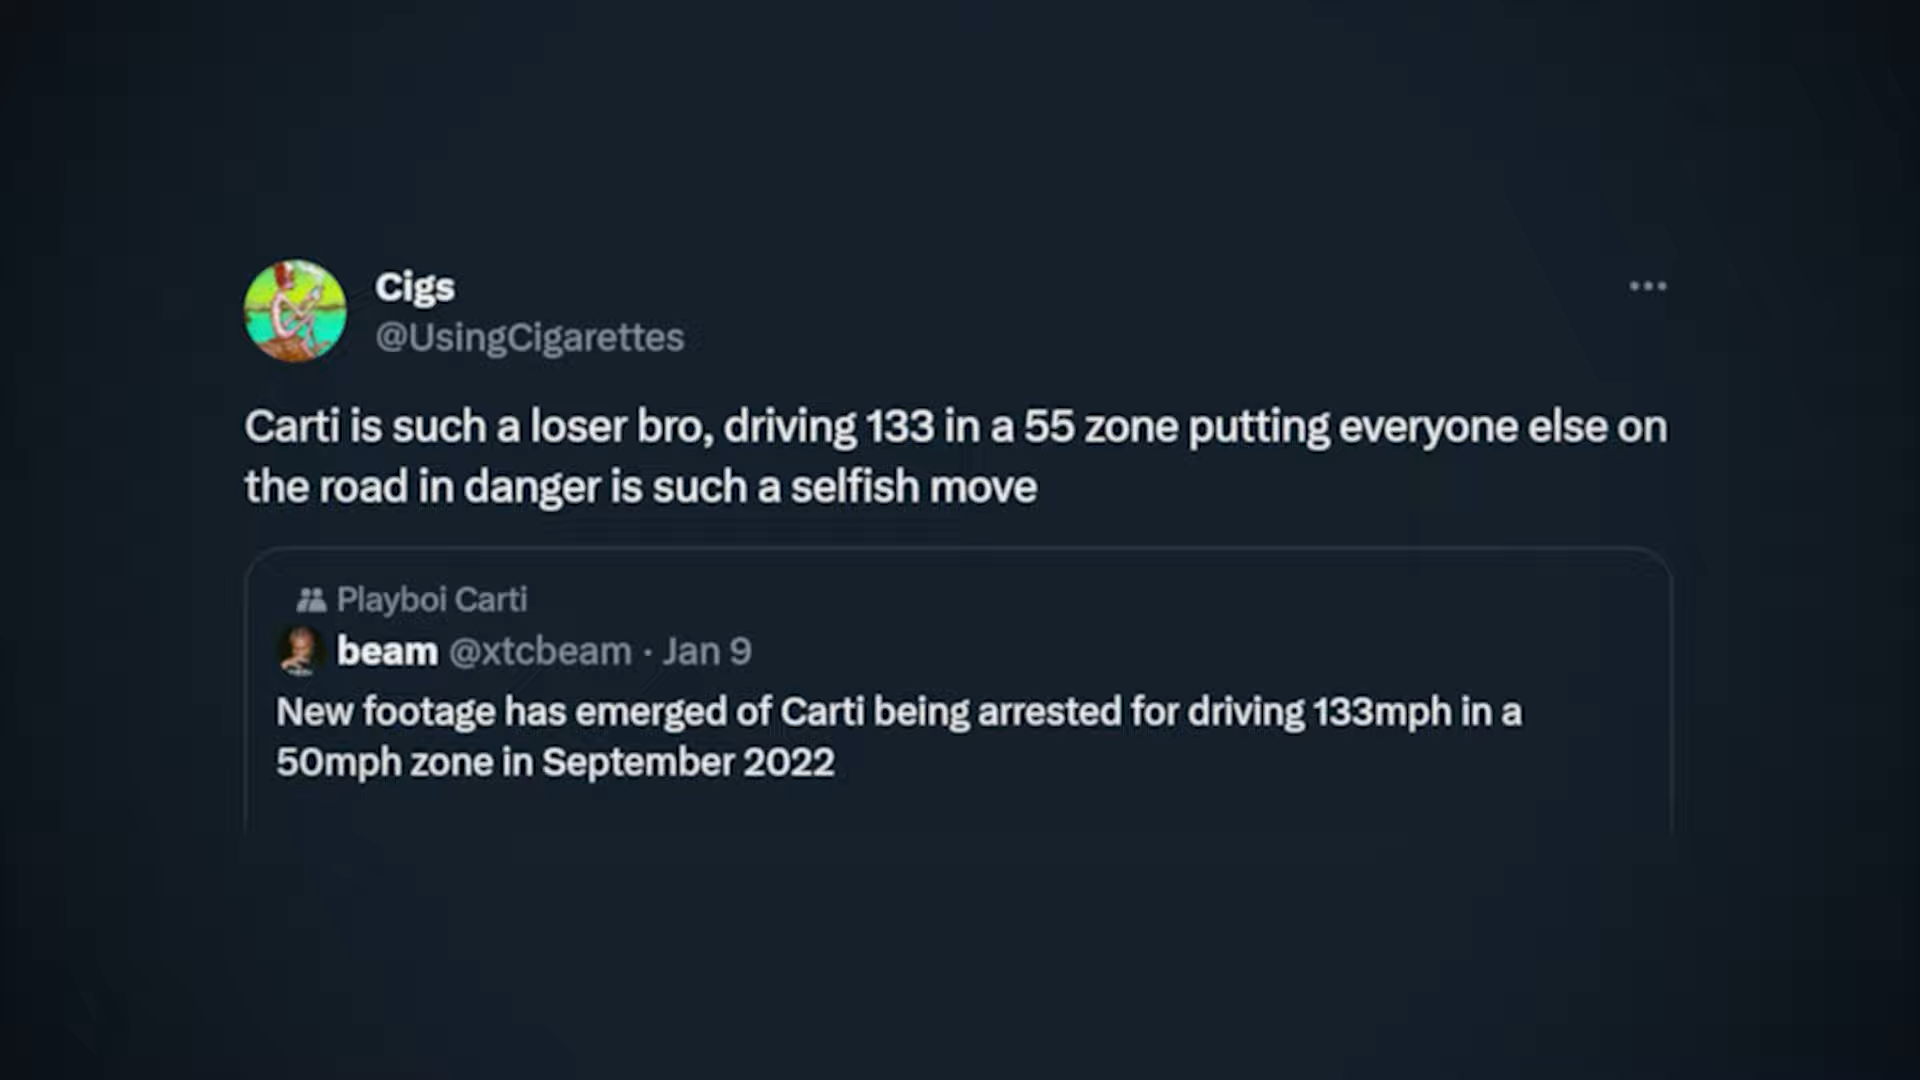 Cigs
@UsingCigarettes
Carti is such a loser bro, driving 133 in a 55 zone putting everyone else on
the road in danger is such a selfish move
Playboi Carti
beam @xtcbeam · Jan 9
New footage has emerged of Carti being arrested for driving 133mph in a
50mph zone in September 2022